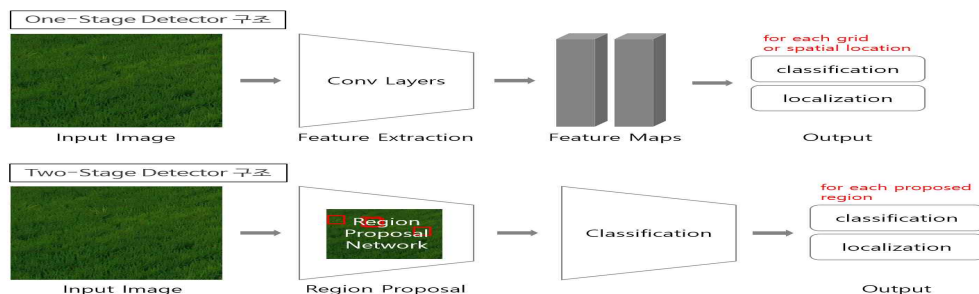 One-Stage Detector 구조
for each grid
or spatial location
Conv Layers
classification
localization
Input Image
Feature Extraction
Feature Maps
Output
Two-Stage Detector 구조
for each proposed
region
Region
Proposal
Network
Classification
classification
localization
Input Image
Region Proposal
Output